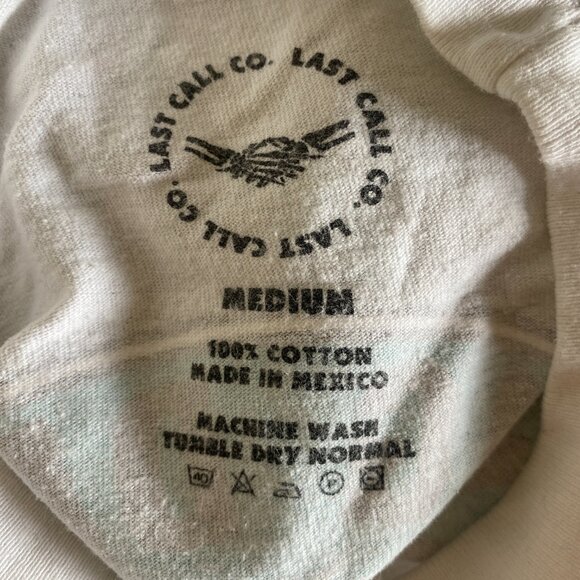 LAST CALL CO. LAST CALL CO. LAST CALL CO.
MEDIUM
100% COTTON
MADE IN MEXICO
MACHINE WASH
TUMBLE DRY NORMAL
40 P